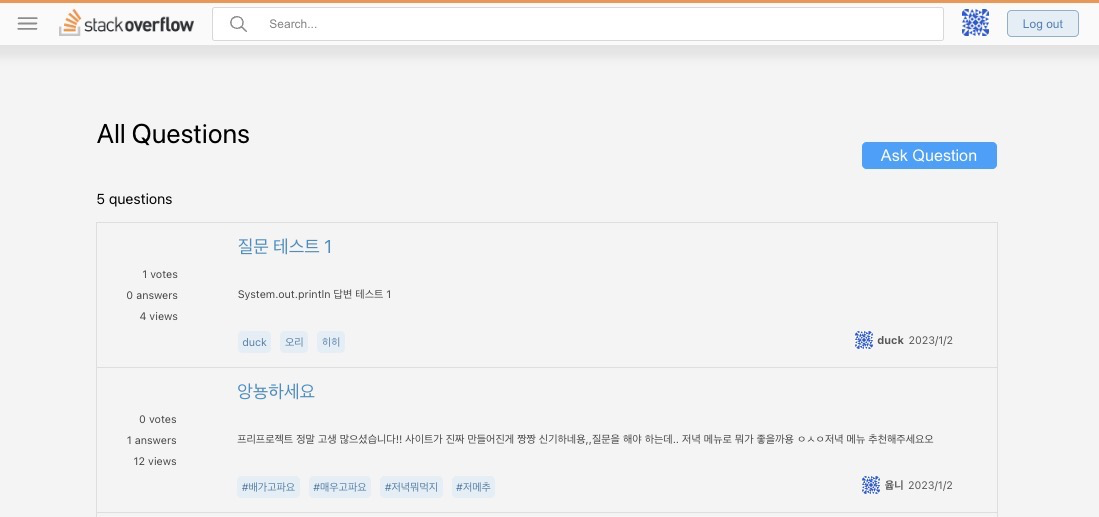 stack overflow Search... Log out
All Questions
Ask Question
5 questions
질문 테스트 1
1 votes
0 answers
4 views
System.out.println 답변 테스트 1
duck 오리 히히
duck 2023/1/2
앙뇽하세요
0 votes
1 answers
12 views
프리프로젝트 정말 고생 많으셨습니다!! 사이트가 진짜 만들어진게 짱짱 신기하네용,,질문을 해야 하는데.. 저녁 메뉴로 뭐가 좋을까용 ㅇㅅㅇ저녁 메뉴 추천해주세요오
#배가고파요 #매우고파요 #저녁뭐먹지 #저메추
욤니 2023/1/2